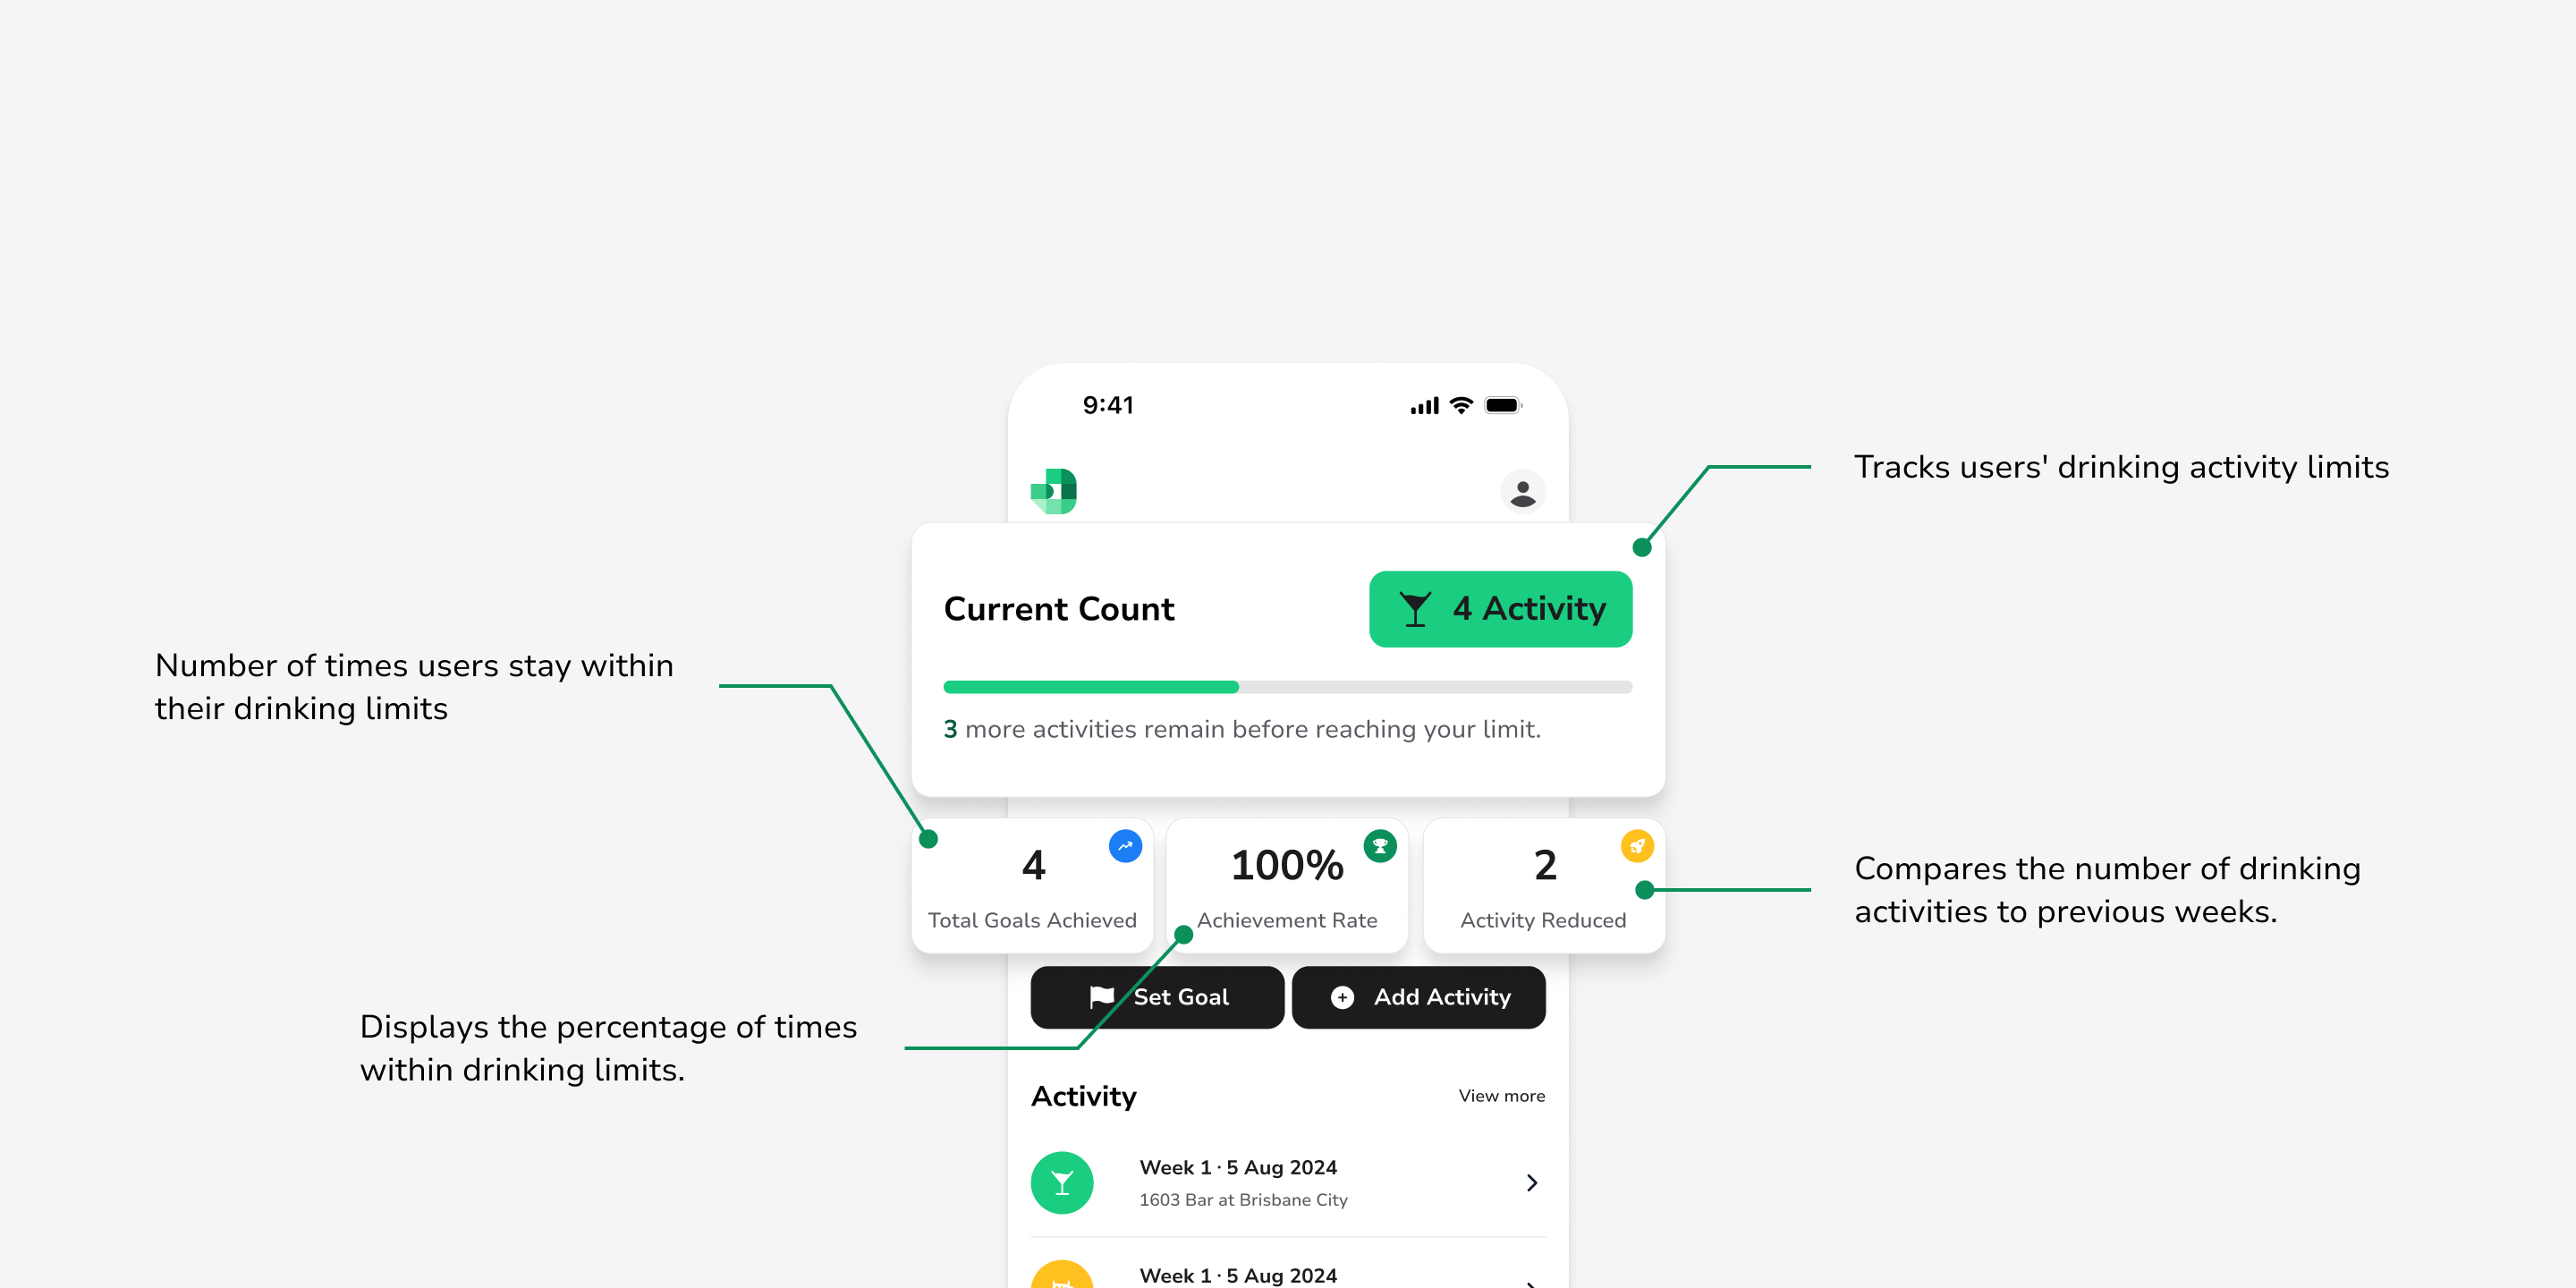 9:41
Tracks users' drinking activity limits
Current Count
4 Activity
3 more activities remain before reaching your limit.
Number of times users stay within
their drinking limits
4
Total Goals Achieved
100%
Achievement Rate
2
Activity Reduced
Compares the number of drinking
activities to previous weeks.
Set Goal
Add Activity
Displays the percentage of times
within drinking limits.
Activity
View more
Week 1 · 5 Aug 2024
1603 Bar at Brisbane City
Week 1 · 5 Aug 2024